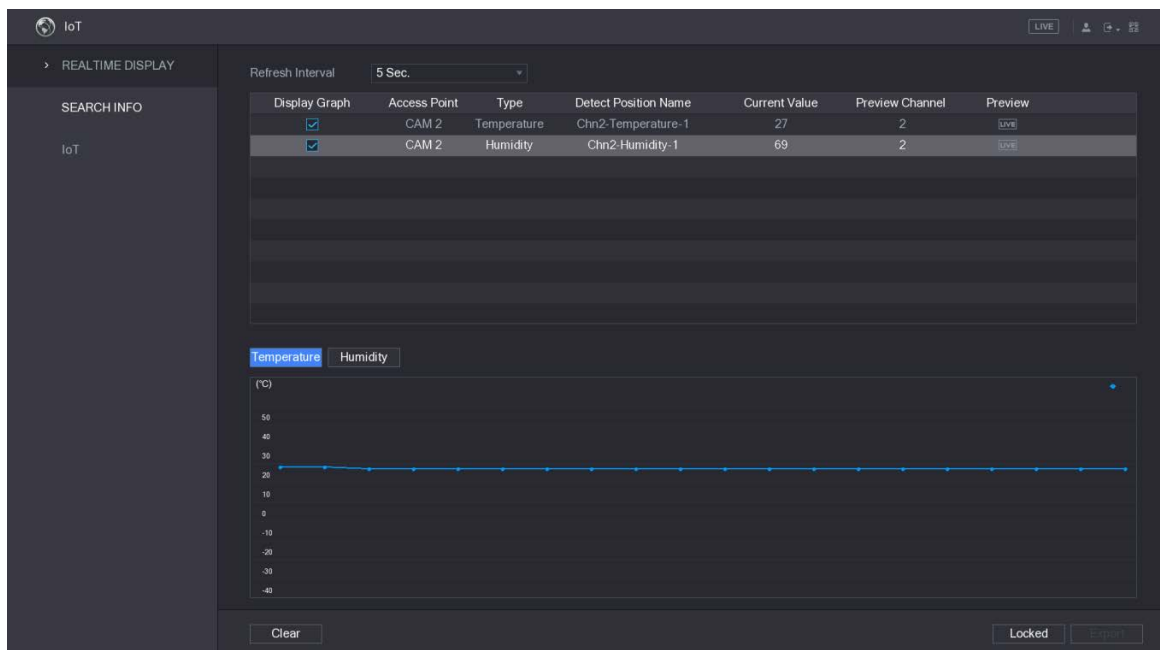 IoT
LIVE
REALTIME DISPLAY
SEARCH INFO
IoT
Refresh Interval 5 Sec.
Display Graph Access Point Type Detect Position Name Current Value Preview Channel Preview
CAM 2 Temperature Chn2-Temperature-1 27 2 LIVE
CAM 2 Humidity Chn2-Humidity-1 69 2 LIVE
Temperature Humidity
(°C)
50
40
30
20
10
0
-10
-20
-30
-40
Clear Locked Export